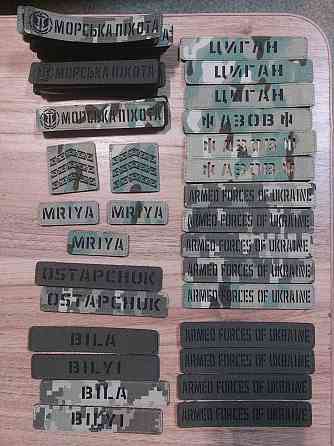 МОРСЬКА ПІХОТА
МОРСЬКА ПІХОТА
МОРСЬКА ПІХОТА
MRIYA
MRIYA
MRIYA
OSTAPCHUK
OSTAPCHUK
BILA
BILYI
BILA
BILYI
ЦИГАН
ЦИГАН
ЦИГАН
АЗОВ
АЗОВ
АЗОВ
ARMED FORCES OF UKRAINE
ARMED FORCES OF UKRAINE
ARMED FORCES OF UKRAINE
ARMED FORCES OF UKRAINE
ARMED FORCES OF UKRAINE
ARMED FORCES OF UKRAINE
ARMED FORCES OF UKRAINE
ARMED FORCES OF UKRAINE
ARMED FORCES OF UKRAINE